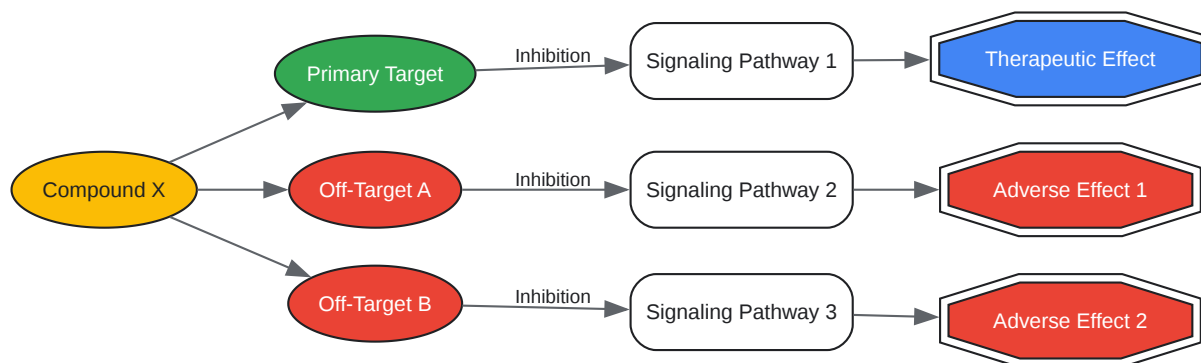 Primary Target
Inhibition
Signaling Pathway 1
Therapeutic Effect
Compound X
Off-Target A
Inhibition
Signaling Pathway 2
Adverse Effect 1
Off-Target B
Inhibition
Signaling Pathway 3
Adverse Effect 2